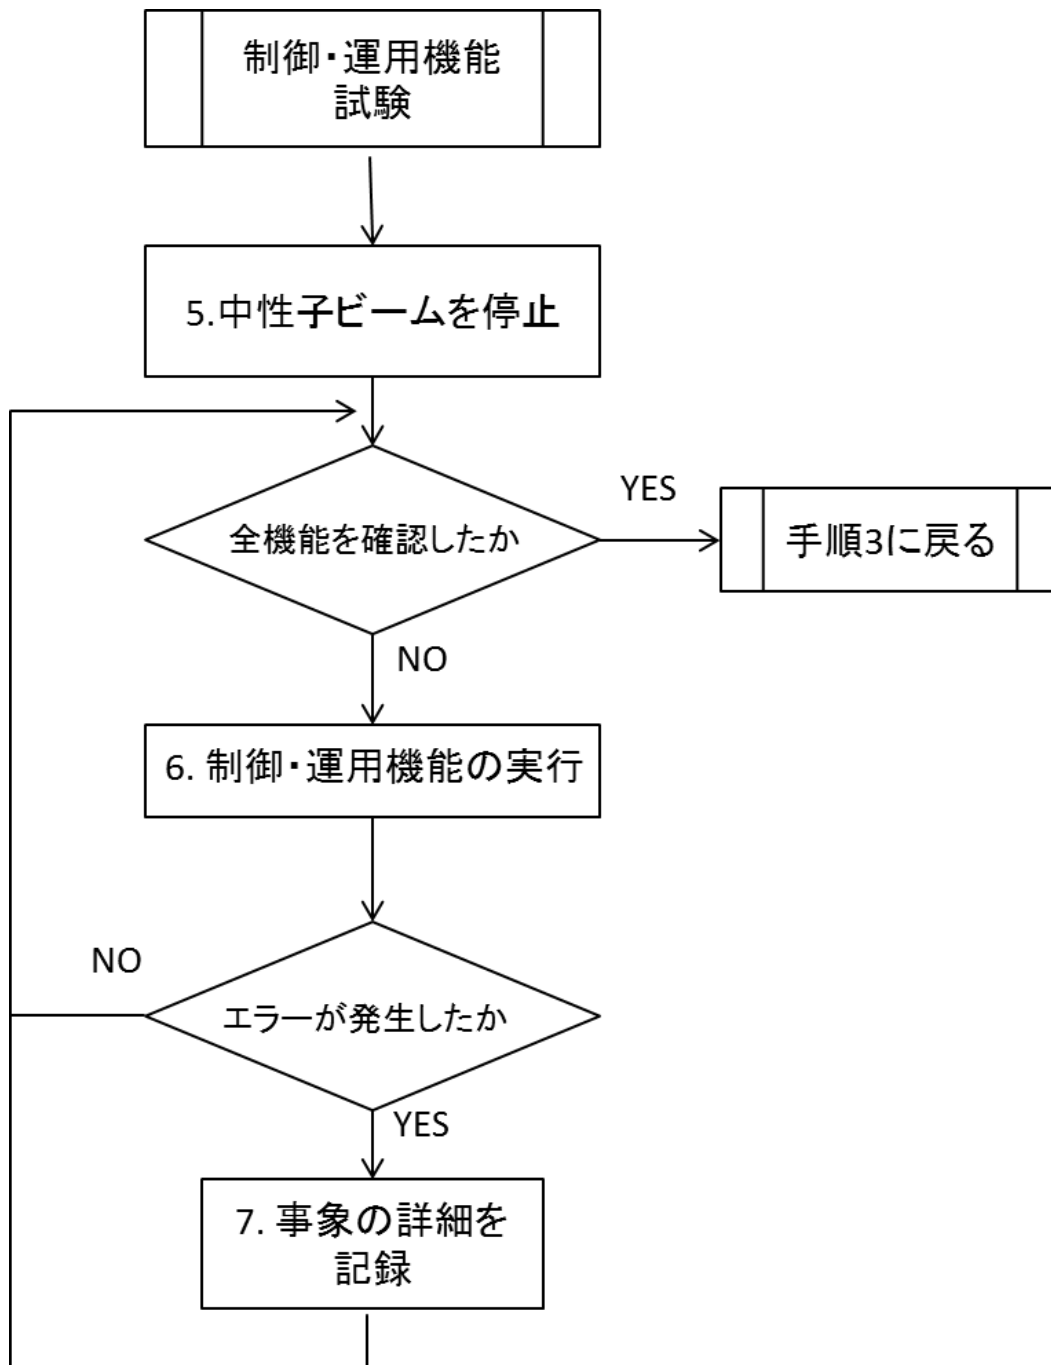 制御・運用機能
試験
5.中性子ビームを停止
全機能を確認したか
YES
手順3に戻る
NO
6. 制御・運用機能の実行
エラーが発生したか
NO
YES
7. 事象の詳細を
記録